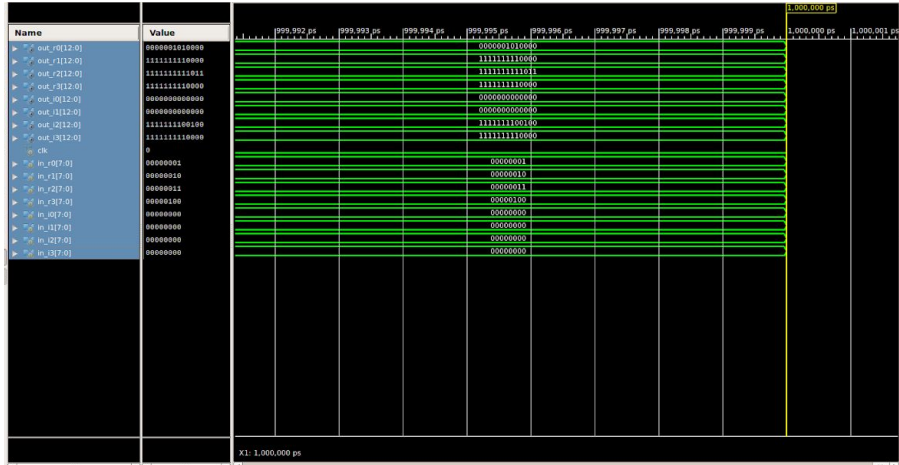 1,000,000 ps
Name Value 999,992 ps 999,993 ps 999,994 ps 999,995 ps 999,996 ps 999,997 ps 999,998 ps 999,999 ps 1,000,000 ps 1,000,001 ps
out_r0[12:0] 0000001010000 0000001010000
out_r1[12:0] 1111111110000 1111111110000
out_r2[12:0] 1111111111011 1111111111011
out_r3[12:0] 1111111110000 1111111110000
out_i0[12:0] 0000000000000 0000000000000
out_i1[12:0] 0000000000000 0000000000000
out_i2[12:0] 1111111100100 1111111100100
out_i3[12:0] 1111111110000 1111111110000
clk 0
in_r0[7:0] 00000001 00000001
in_r1[7:0] 00000010 00000010
in_r2[7:0] 00000011 00000011
in_r3[7:0] 00000100 00000100
in_i0[7:0] 00000000 00000000
in_i1[7:0] 00000000 00000000
in_i2[7:0] 00000000 00000000
in_i3[7:0] 00000000 00000000
X1: 1,000,000 ps